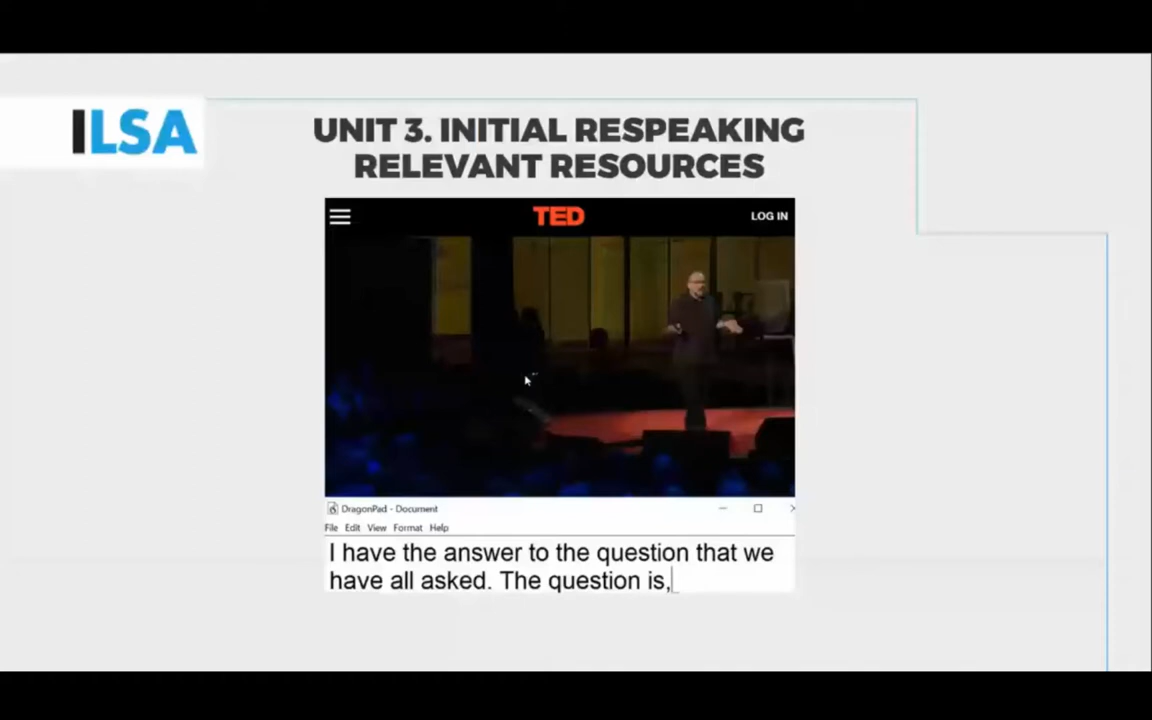 ILSA
UNIT 3. INITIAL RESPEAKING
RELEVANT RESOURCES
TED
LOG IN
DragonPad - Document
File Edit View Format Help
I have the answer to the question that we
have all asked. The question is,